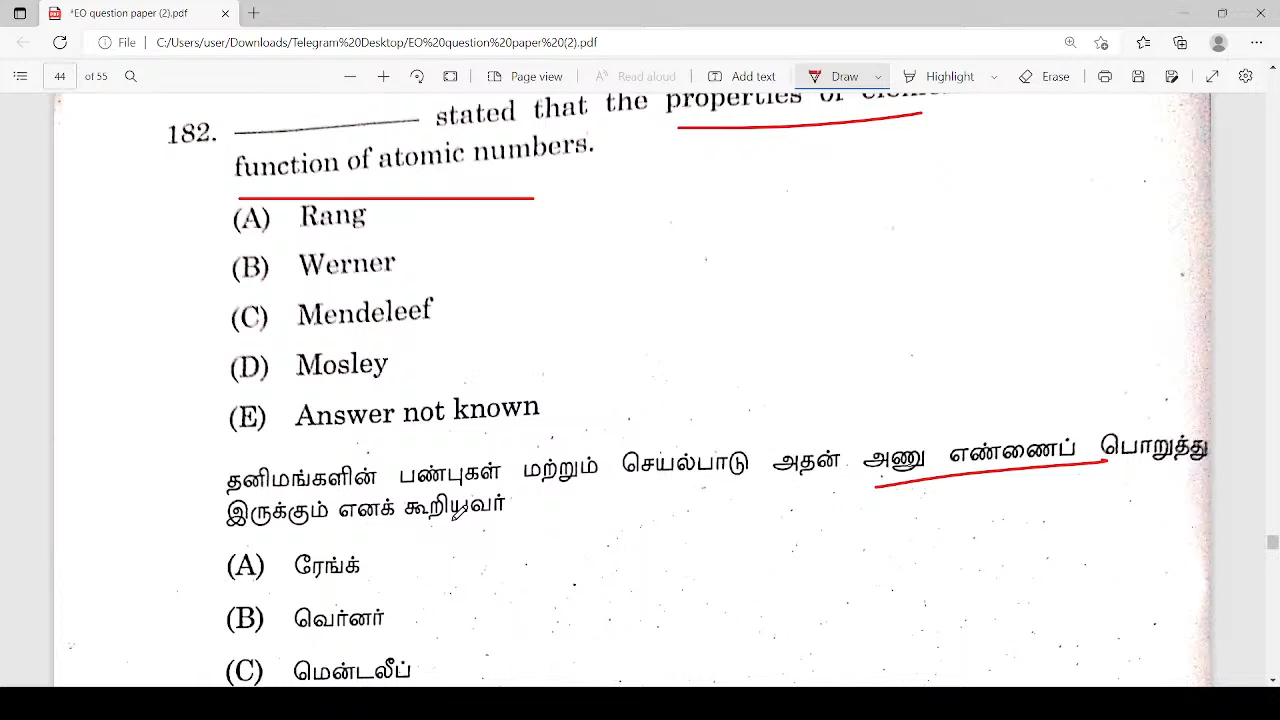 *EO question paper (2).pdf
File C:/Users/user/Downloads/Telegram%20Desktop/EO%20question%20paper%20(2).pdf
44 of 55 Page view Read aloud Add text Draw Highlight Erase
182. stated that the properties of
function of atomic numbers.
(A) Rang
(B) Werner
(C) Mendeleef
(D) Mosley
(E) Answer not known
தனிமங்களின் பண்புகள் மற்றும் செயல்பாடு அதன் அணு எண்ணைப் பொறுத்து
இருக்கும் எனக் கூறியவர்
(A) ரேங்க்
(B) வெர்னர்
(C) மென்டலீப்